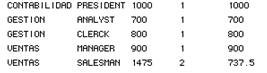 CONTABILIDAD PRESIDENT 1000 1 1000
GESTION ANALYST 700 1 700
GESTION CLERCK 800 1 800
VENTAS MANAGER 900 1 900
VENTAS SALESMAN 1475 2 737.5